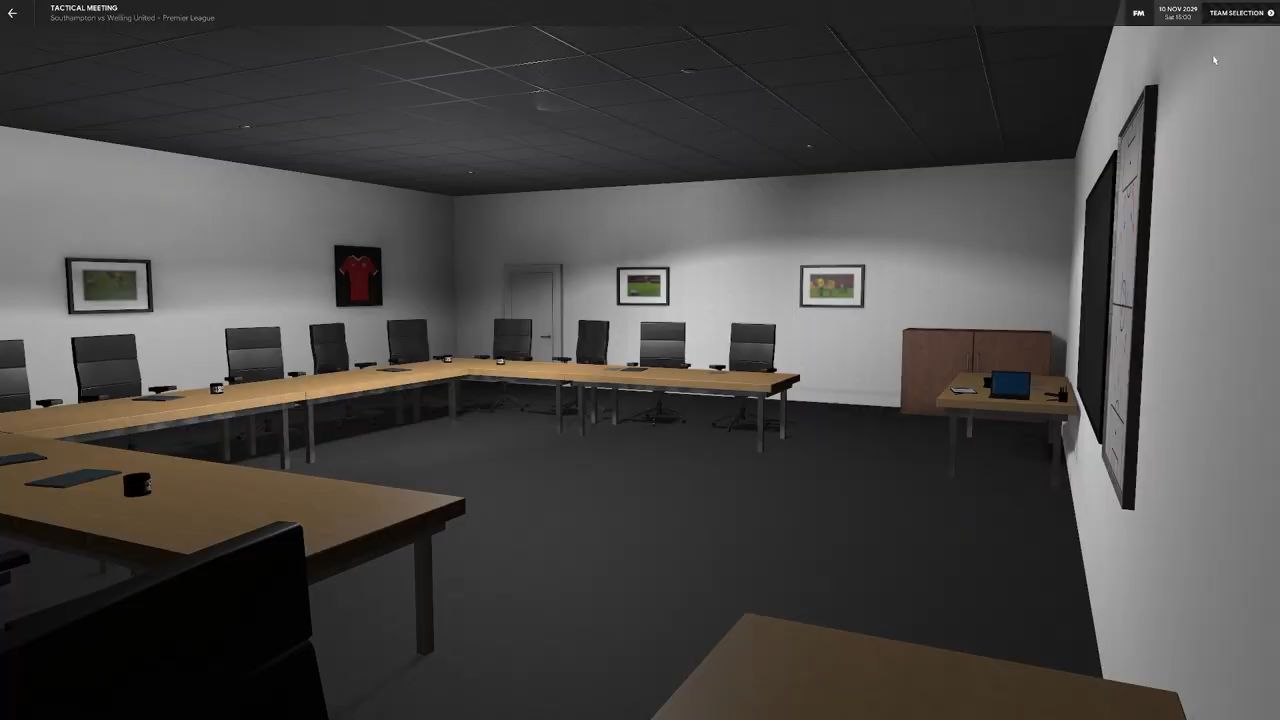 TACTICAL MEETING
Southampton vs Welling United - Premier League
FM
10 NOV 2029
Sat 15:00
TEAM SELECTION